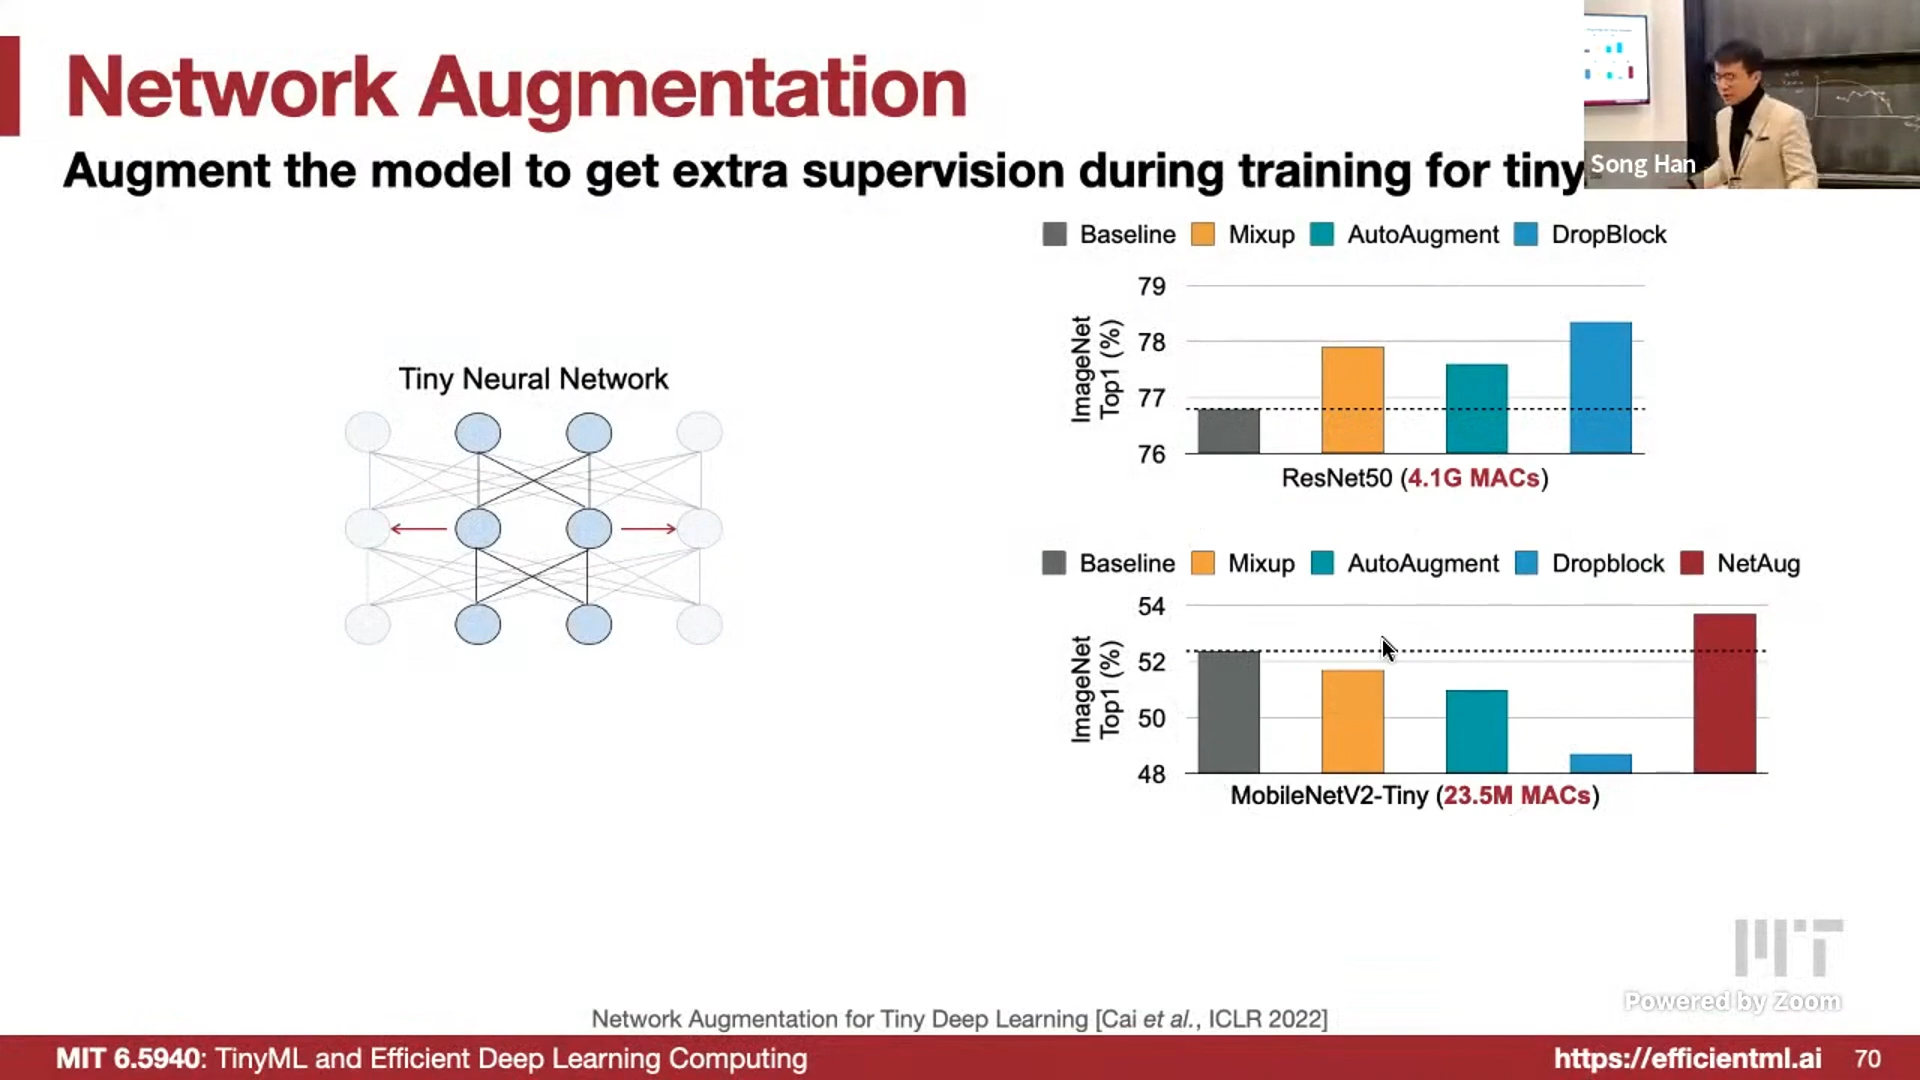 Network Augmentation
Augment the model to get extra supervision during training for tiny
Song Han
Tiny Neural Network
Baseline Mixup AutoAugment DropBlock
ImageNet
Top1 (%)
79
78
77
76
ResNet50 (4.1G MACs)
Baseline Mixup AutoAugment Dropblock NetAug
ImageNet
Top1 (%)
54
52
50
48
MobileNetV2-Tiny (23.5M MACs)
MIT
Powered by Zoom
Network Augmentation for Tiny Deep Learning [Cai et al., ICLR 2022]
MIT 6.5940: TinyML and Efficient Deep Learning Computing
https://efficientml.ai 70